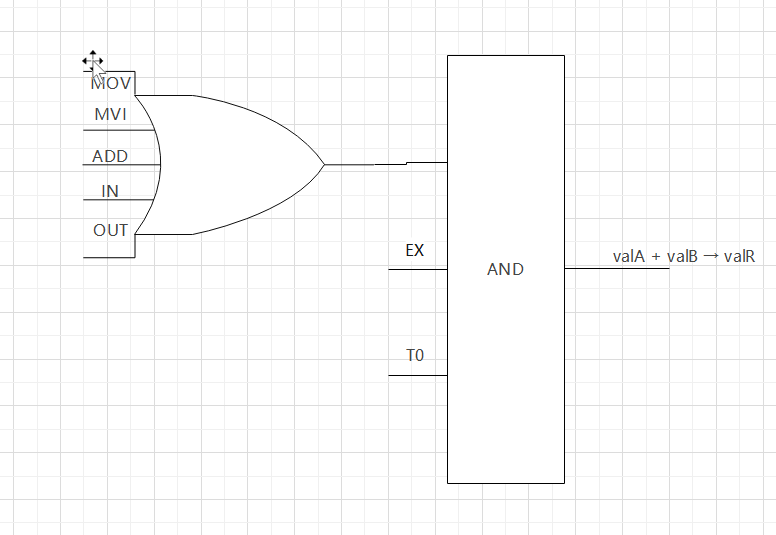 MOV
MVI
ADD
IN
OUT
EX
AND
valA + valB → valR
T0